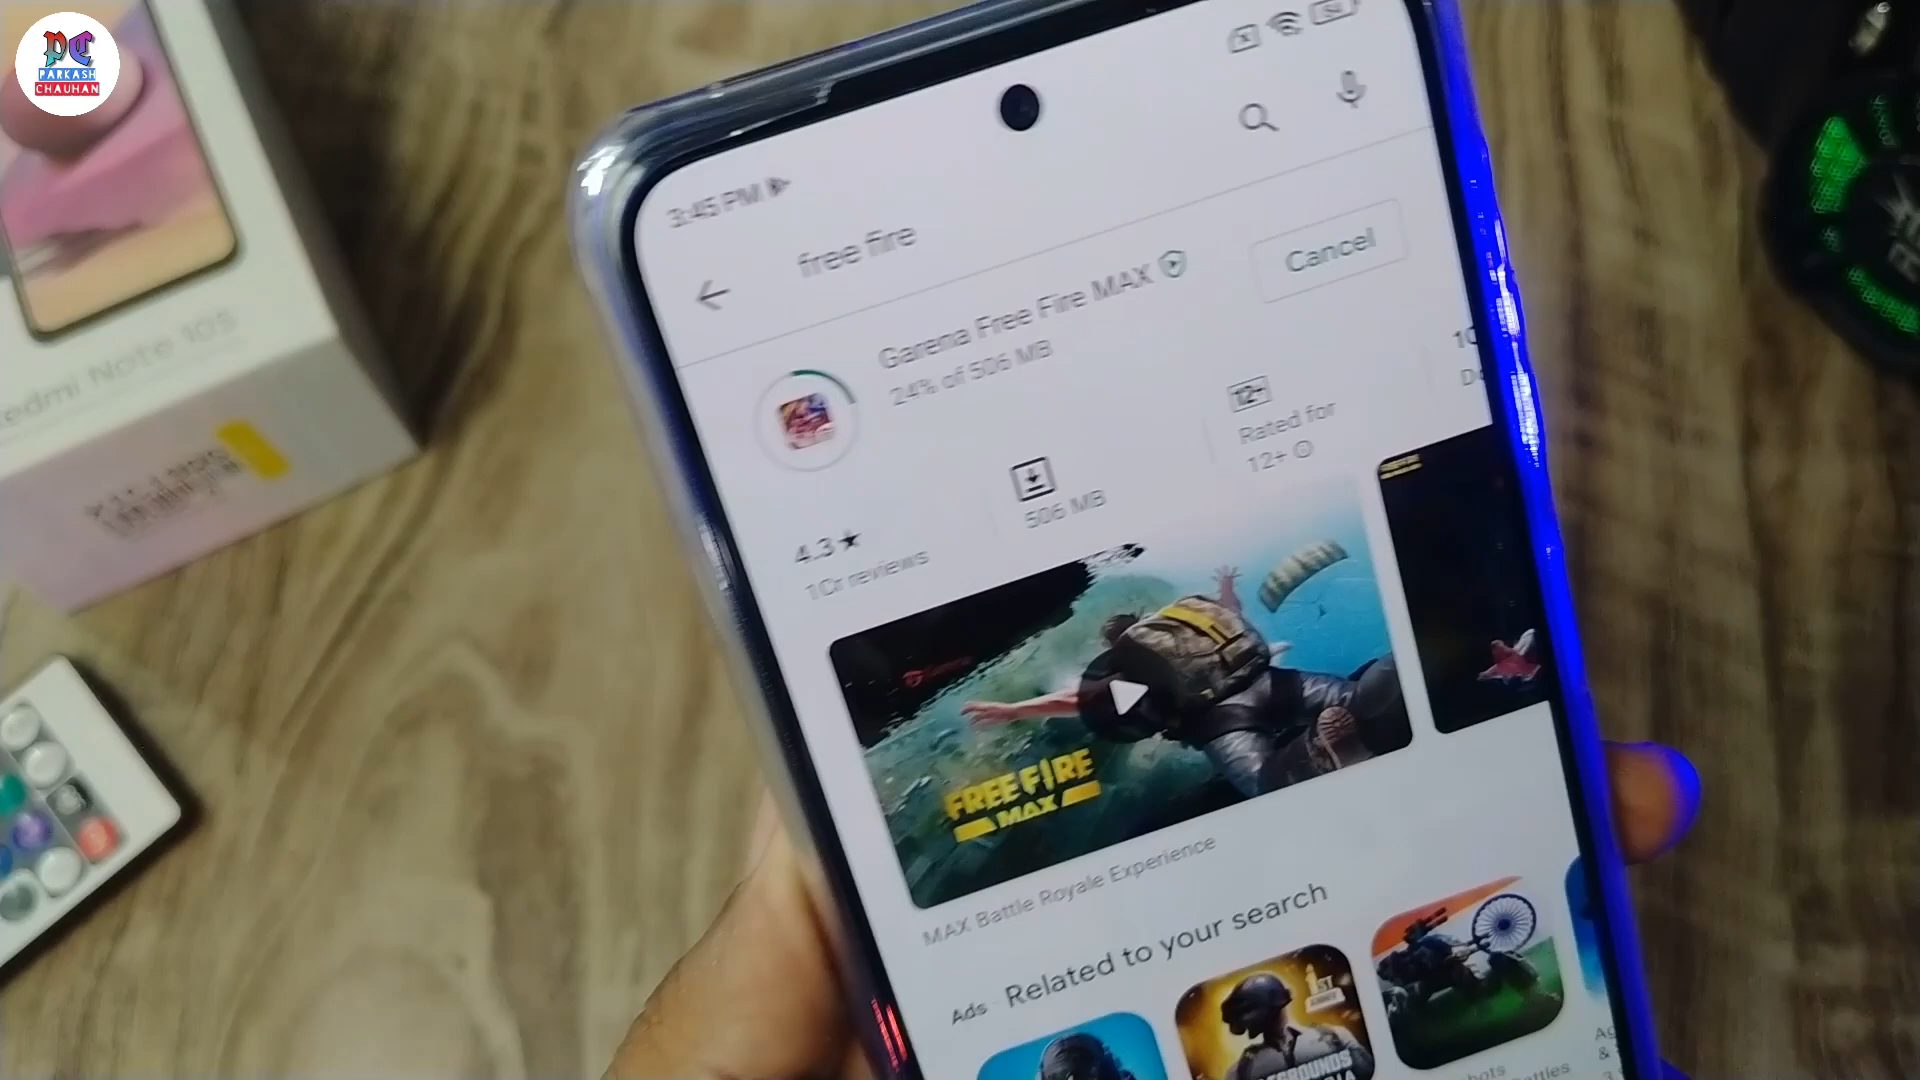 PC
PARKASH
CHAUHAN
3:45 PM
free fire
Garena Free Fire MAX
24% of 506 MB
Cancel
4.3★
1Cr reviews
506 MB
12+
Rated for
12+
FREE FIRE
MAX
MAX Battle Royale Experience
Ads Related to your search
1ST
Redmi Note 10S